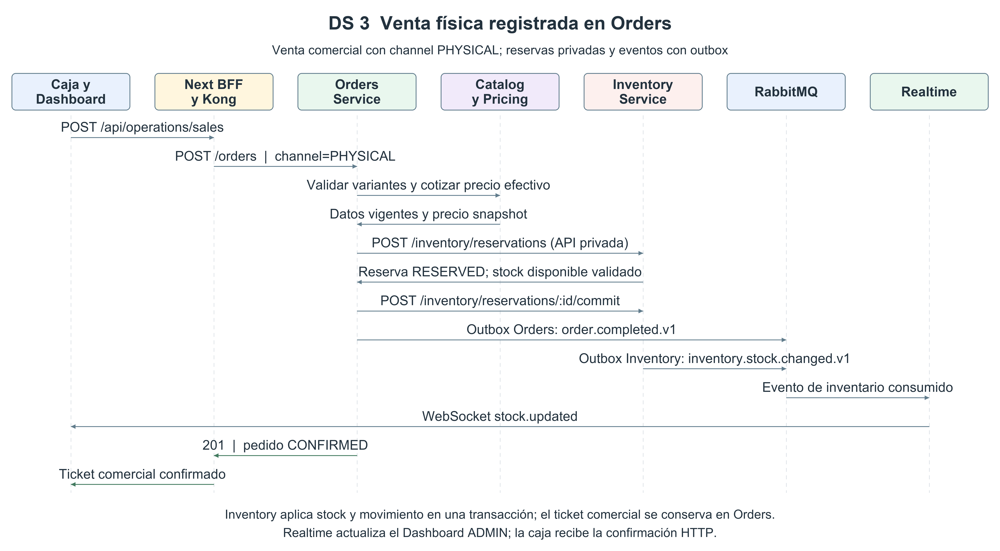 DS 3  Venta física registrada en Orders
Venta comercial con channel PHYSICAL; reservas privadas y eventos con outbox
Caja y
Dashboard
Next BFF
y Kong
Orders
Service
Catalog
y Pricing
Inventory
Service
RabbitMQ
Realtime
POST /api/operations/sales
POST /orders  |  channel=PHYSICAL
Validar variantes y cotizar precio efectivo
Datos vigentes y precio snapshot
POST /inventory/reservations (API privada)
Reserva RESERVED; stock disponible validado
POST /inventory/reservations/:id/commit
Outbox Orders: order.completed.v1
Outbox Inventory: inventory.stock.changed.v1
Evento de inventario consumido
WebSocket stock.updated
201  |  pedido CONFIRMED
Ticket comercial confirmado
Inventory aplica stock y movimiento en una transacción; el ticket comercial se conserva en Orders.
Realtime actualiza el Dashboard ADMIN; la caja recibe la confirmación HTTP.